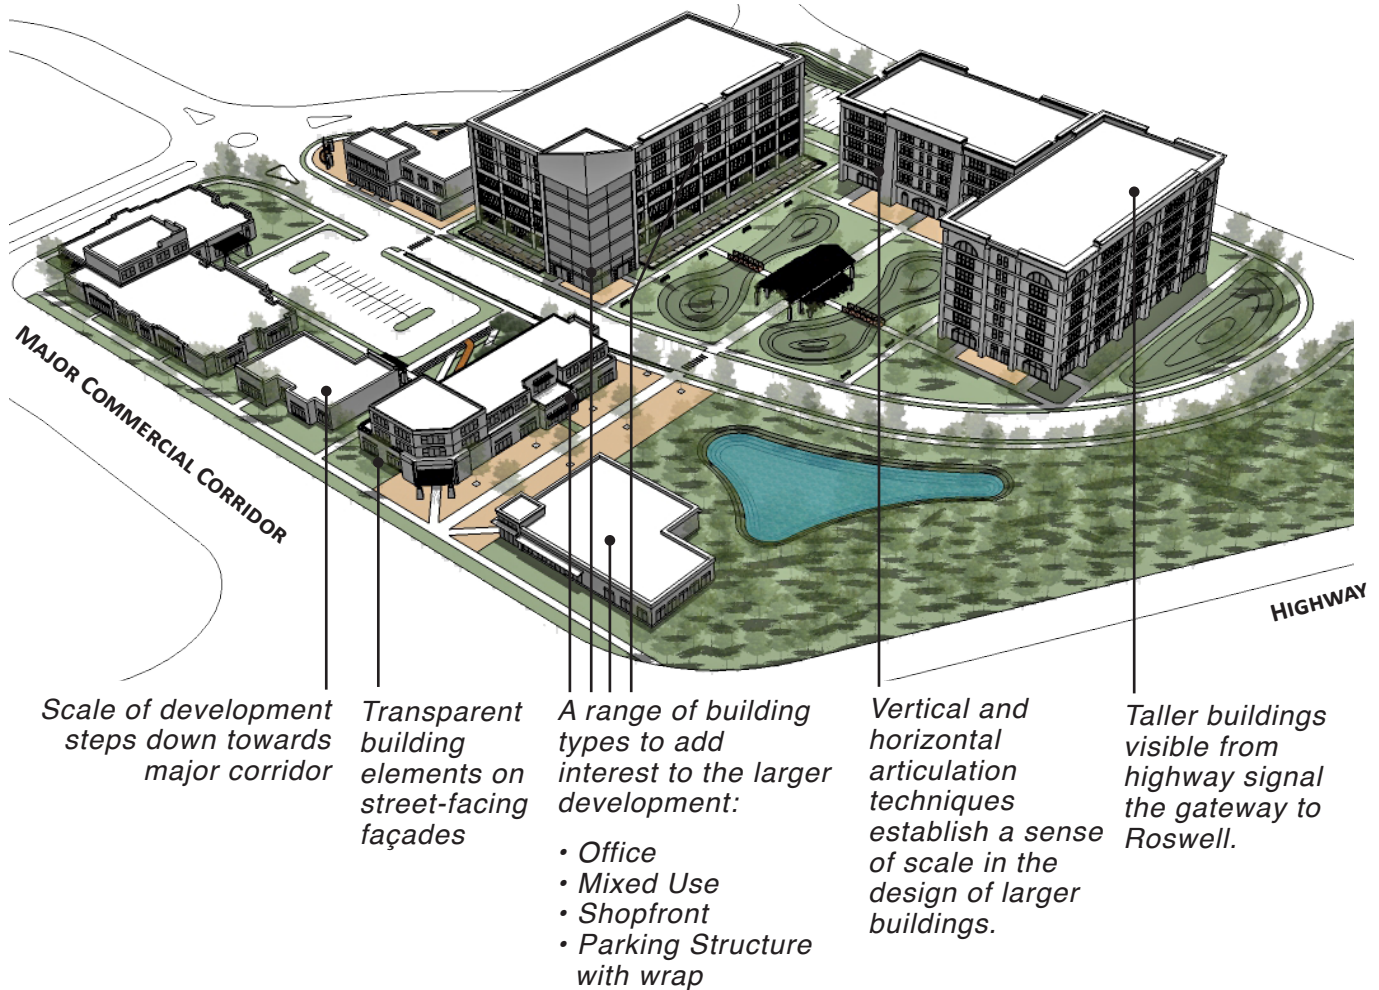 MAJOR COMMERCIAL CORRIDOR
HIGHWAY
Scale of development
steps down towards
major corridor
Transparent
building
elements on
street-facing
façades
A range of building
types to add
interest to the larger
development:
• Office
• Mixed Use
• Shopfront
• Parking Structure
with wrap
Vertical and
horizontal
articulation
techniques
establish a sense
of scale in the
design of larger
buildings.
Taller buildings
visible from
highway signal
the gateway to
Roswell.